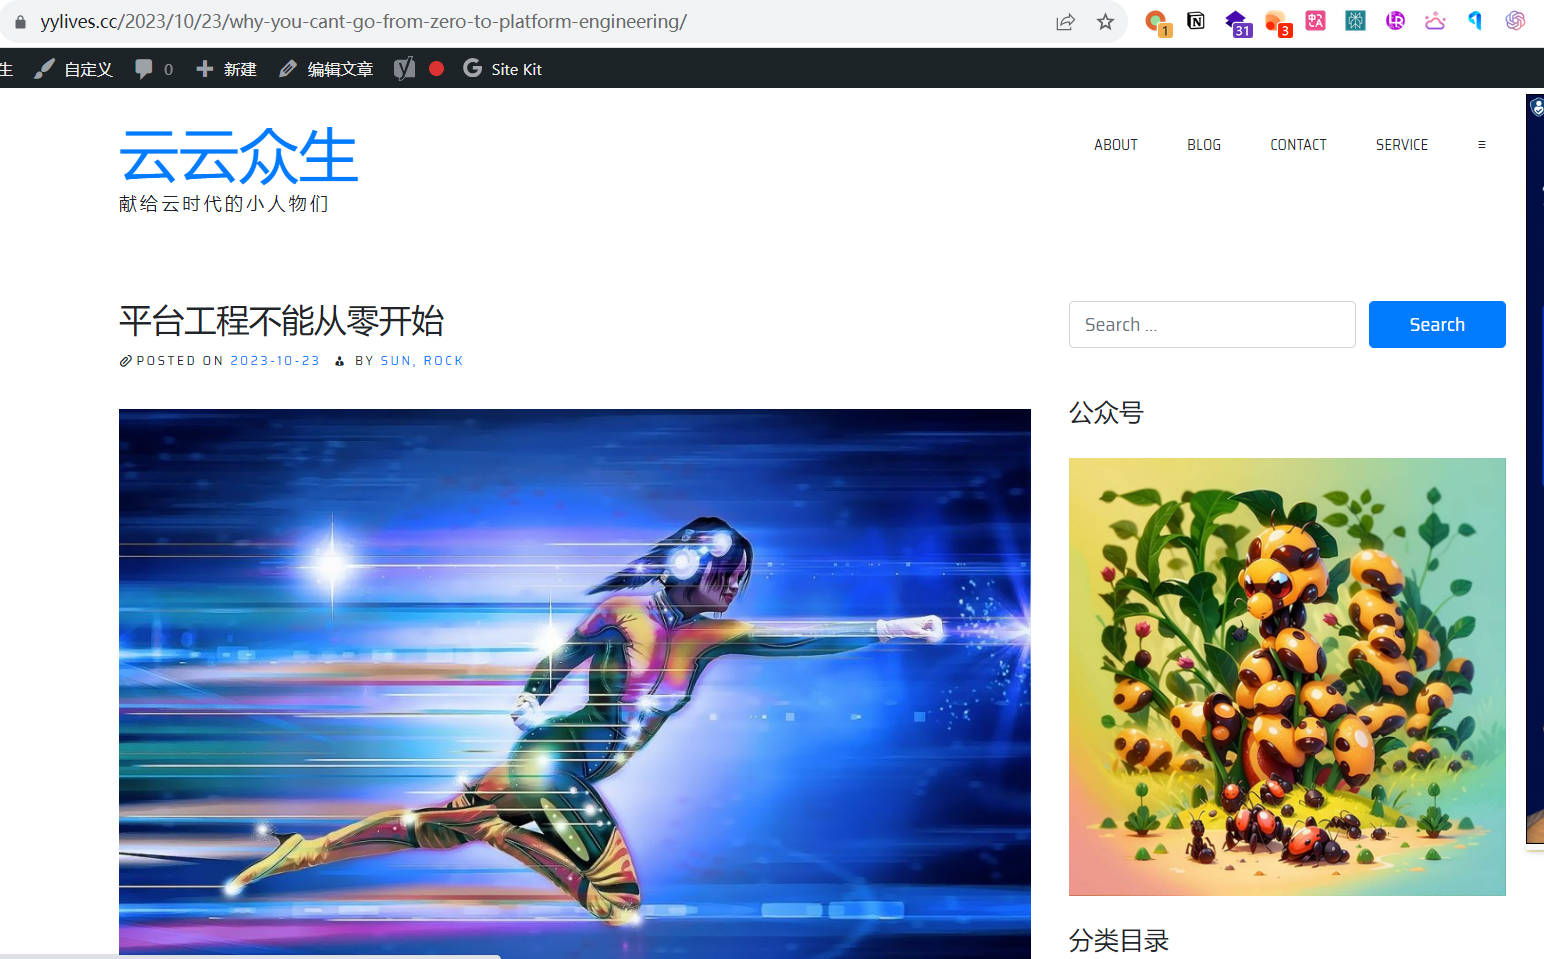 yylives.cc/2023/10/23/why-you-cant-go-from-zero-to-platform-engineering/
1
31
3
生 自定义 0 新建 编辑文章 Site Kit
云云众生
献给云时代的小人物们
ABOUT BLOG CONTACT SERVICE
平台工程不能从零开始
POSTED ON 2023-10-23 BY SUN, ROCK
Search ...
Search
公众号
分类目录